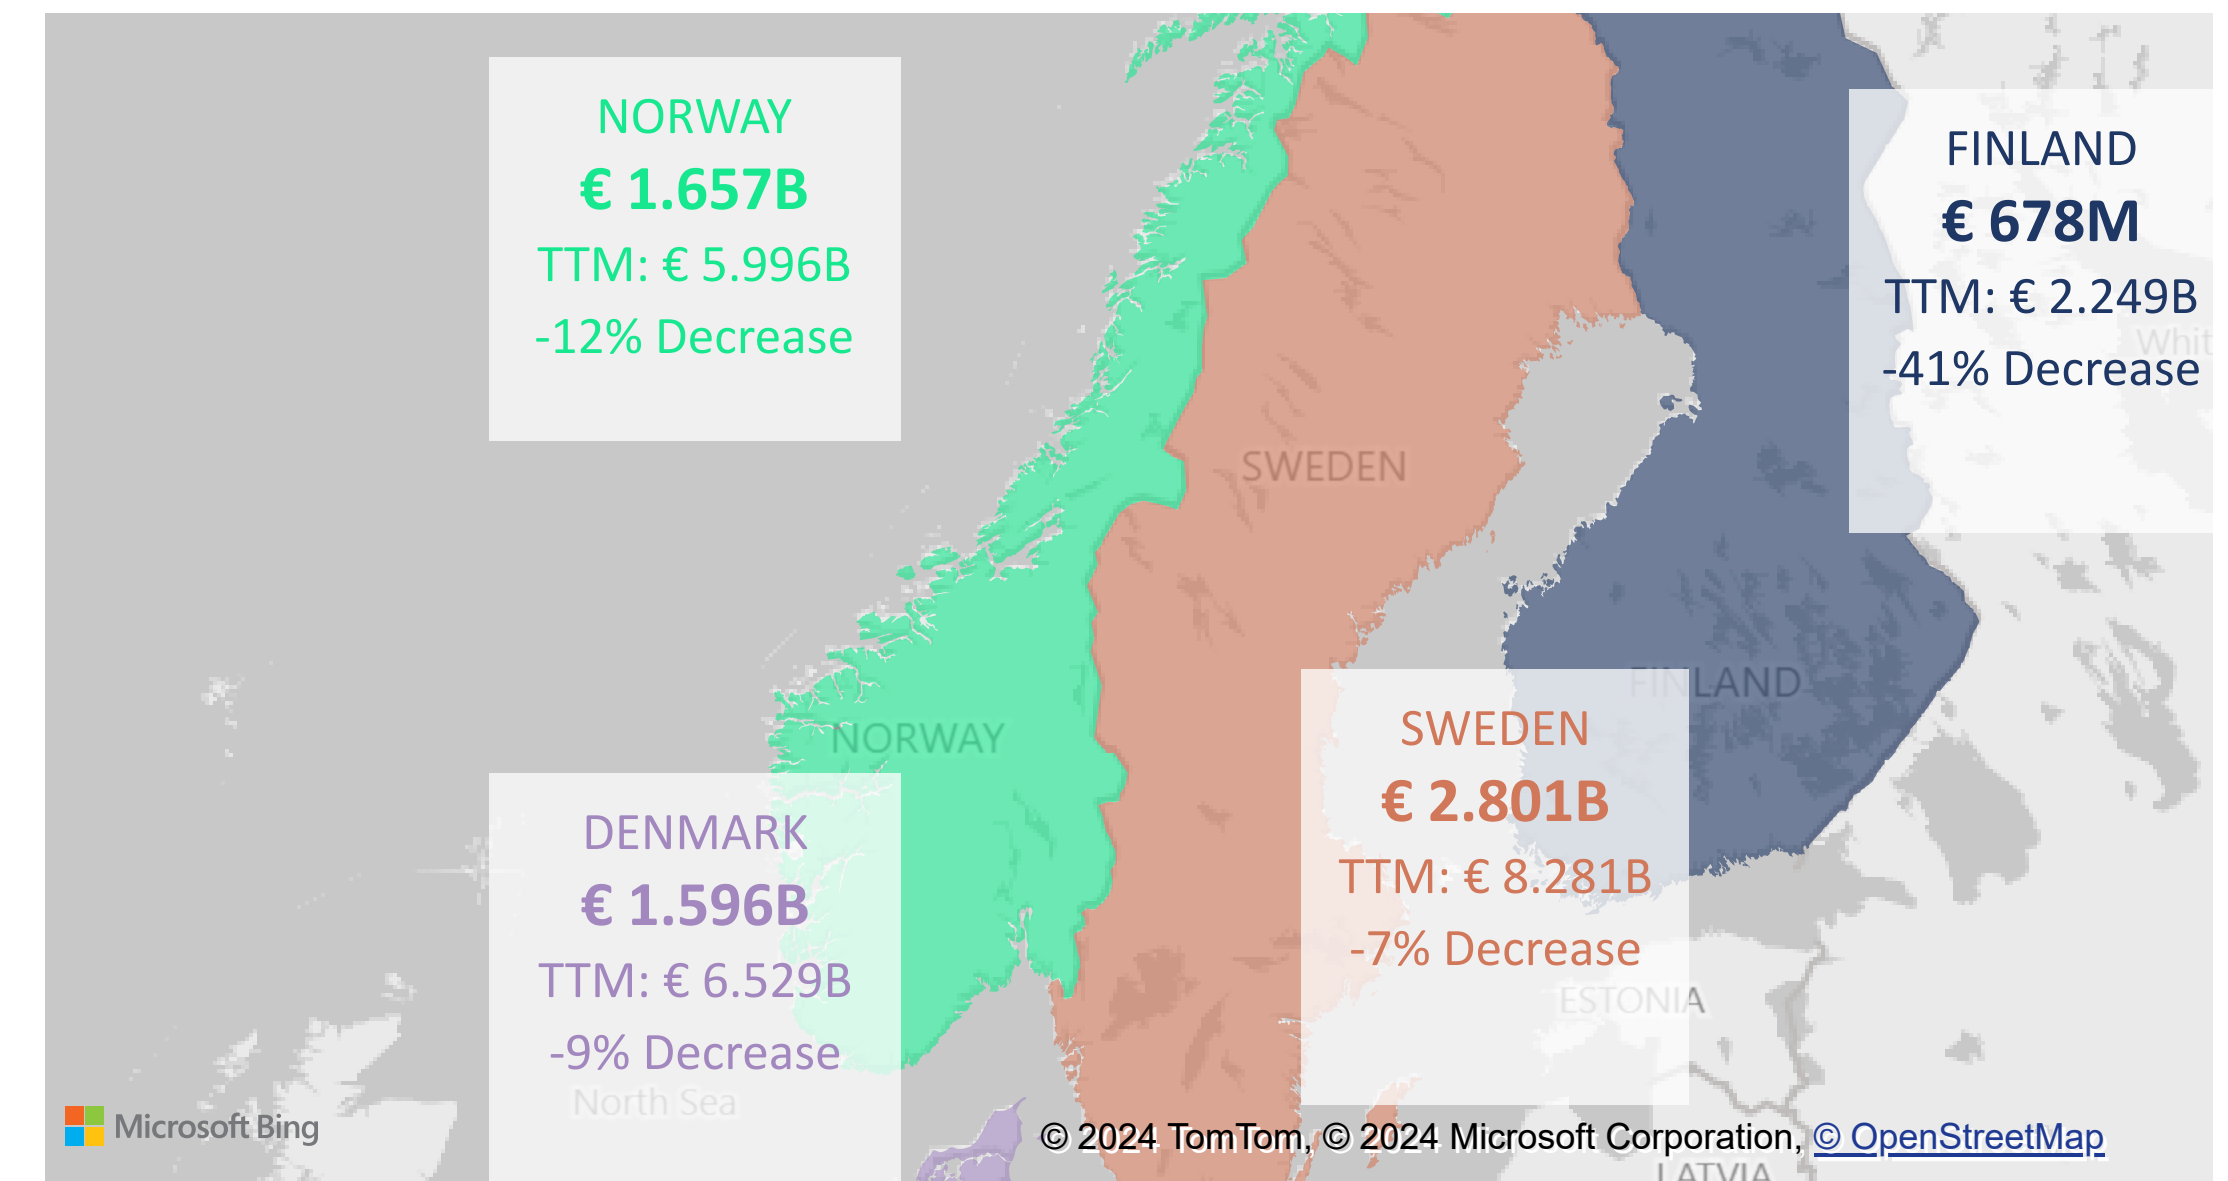 NORWAY
€ 1.657B
TTM: € 5.996B
-12% Decrease
FINLAND
€ 678M
TTM: € 2.249B
-41% Decrease
SWEDEN
FINLAND
NORWAY
SWEDEN
€ 2.801B
TTM: € 8.281B
-7% Decrease
DENMARK
€ 1.596B
TTM: € 6.529B
-9% Decrease
ESTONIA
North Sea
Microsoft Bing
© 2024 TomTom, © 2024 Microsoft Corporation, © OpenStreetMap
LATVIA